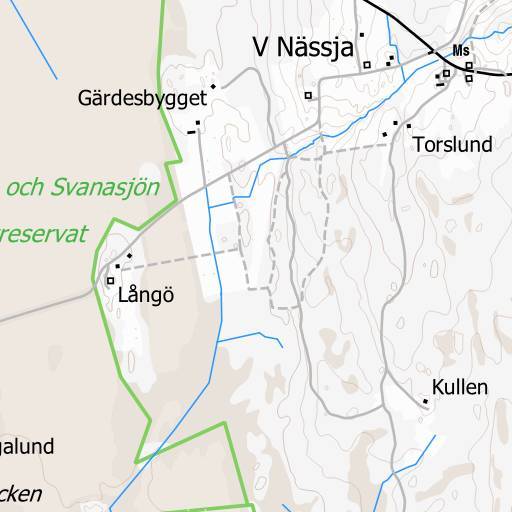 V Nässja
Ms
Gärdesbygget
Torslund
och Svanasjön
reservat
Långö
Kullen
galund
cken